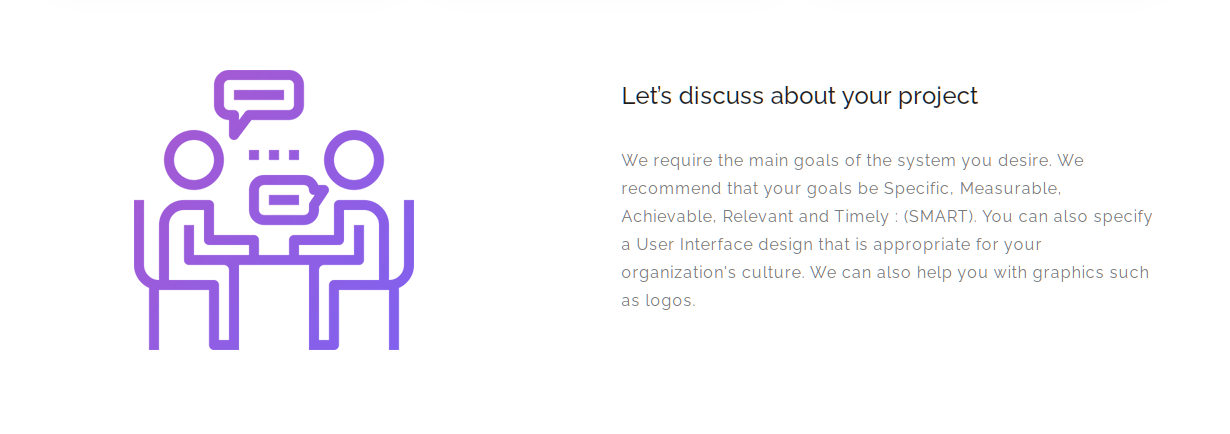 Let’s discuss about your project
We require the main goals of the system you desire. We
recommend that your goals be Specific, Measurable,
Achievable, Relevant and Timely : (SMART). You can also specify
a User Interface design that is appropriate for your
organization's culture. We can also help you with graphics such
as logos.